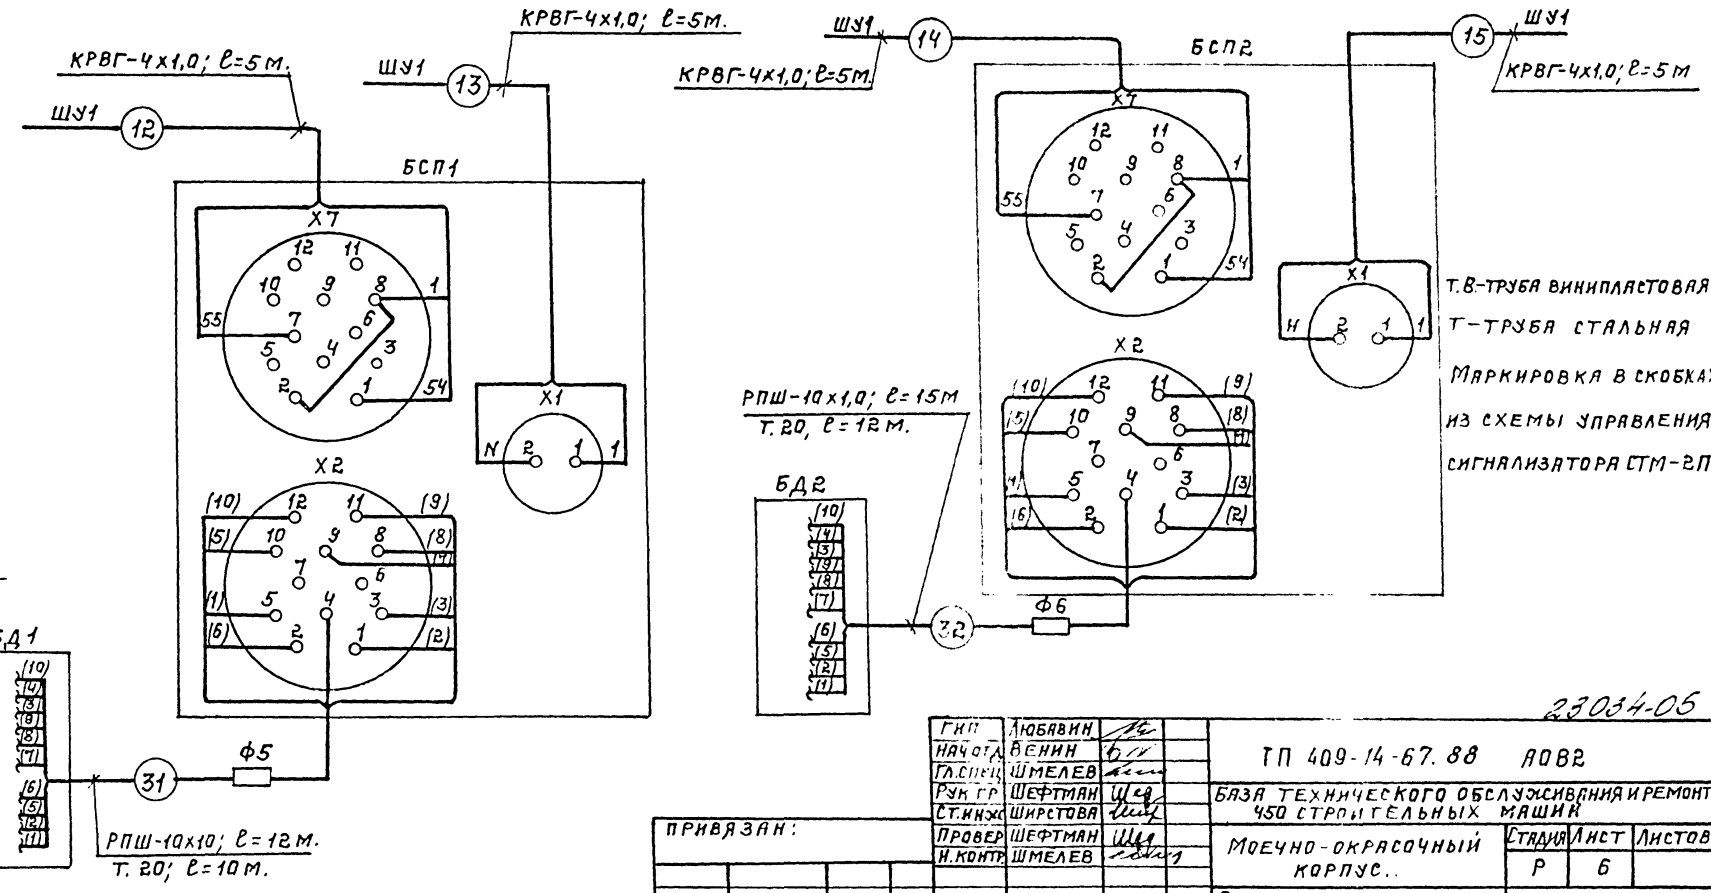 КРВГ-4х1,0; ℓ=5м.
ШУ1
12
КРВГ-4х1,0; ℓ=5м.
ШУ1
13
БСП1
Х7
12 11
10 9 8 1
55 7 6
5 4 3
2 1 54
Х1
N 2 1 1
Х2
(10) 12 11 (9)
(5) 10 9 8 (8)
7 6 (7)
(1) 5 4 3 (3)
(6) 2 1 (2)
БД1
(10)
(4)
(3)
(9)
(8)
(7)
(6)
(5)
(2)
(1)
31
Ф5
РПШ-10х1,0; ℓ=12м.
Т. 20; ℓ=10м.
ШУ1
14
КРВГ-4х1,0; ℓ=5м.
БСП2
Х7
12 11
10 9 8 1
55 7 6
5 4 3
2 1 54
ШУ1
15
КРВГ-4х1,0; ℓ=5м
Х1
Н 2 1 1
Х2
(10) 12 11 (9)
(5) 10 9 8 (8)
7 6 (7)
(1) 5 4 3 (3)
(6) 2 1 (2)
РПШ-10х1,0; ℓ=15м
Т. 20, ℓ=12м.
БД2
(10)
(4)
(3)
(9)
(8)
(7)
(6)
(5)
(2)
(1)
32
Ф6
Т.В.-ТРУБА ВИНИПЛАСТОВАЯ
Т-ТРУБА СТАЛЬНАЯ
МАРКИРОВКА В СКОБКАХ
ИЗ СХЕМЫ УПРАВЛЕНИЯ
СИГНАЛИЗАТОРА СТМ-2П
23034-05
ГИП ЛЮБАВИН
НАЧ ОТД ВЕНИН
ГЛ.СПЕЦ ШМЕЛЕВ
РУК ГР ШЕФТМАН
СТ.ИНЖ ШИРСТОВА
ПРОВЕР ШЕФТМАН
Н.КОНТР ШМЕЛЕВ
ПРИВЯЗАН:
ТП 409-14-67.88 АОВ2
БАЗА ТЕХНИЧЕСКОГО ОБСЛУЖИВАНИЯ И РЕМОНТ
450 СТРОИТЕЛЬНЫХ МАШИН
МОЕЧНО-ОКРАСОЧНЫЙ
КОРПУС..
СТАДИЯ ЛИСТ ЛИСТОВ
Р 6